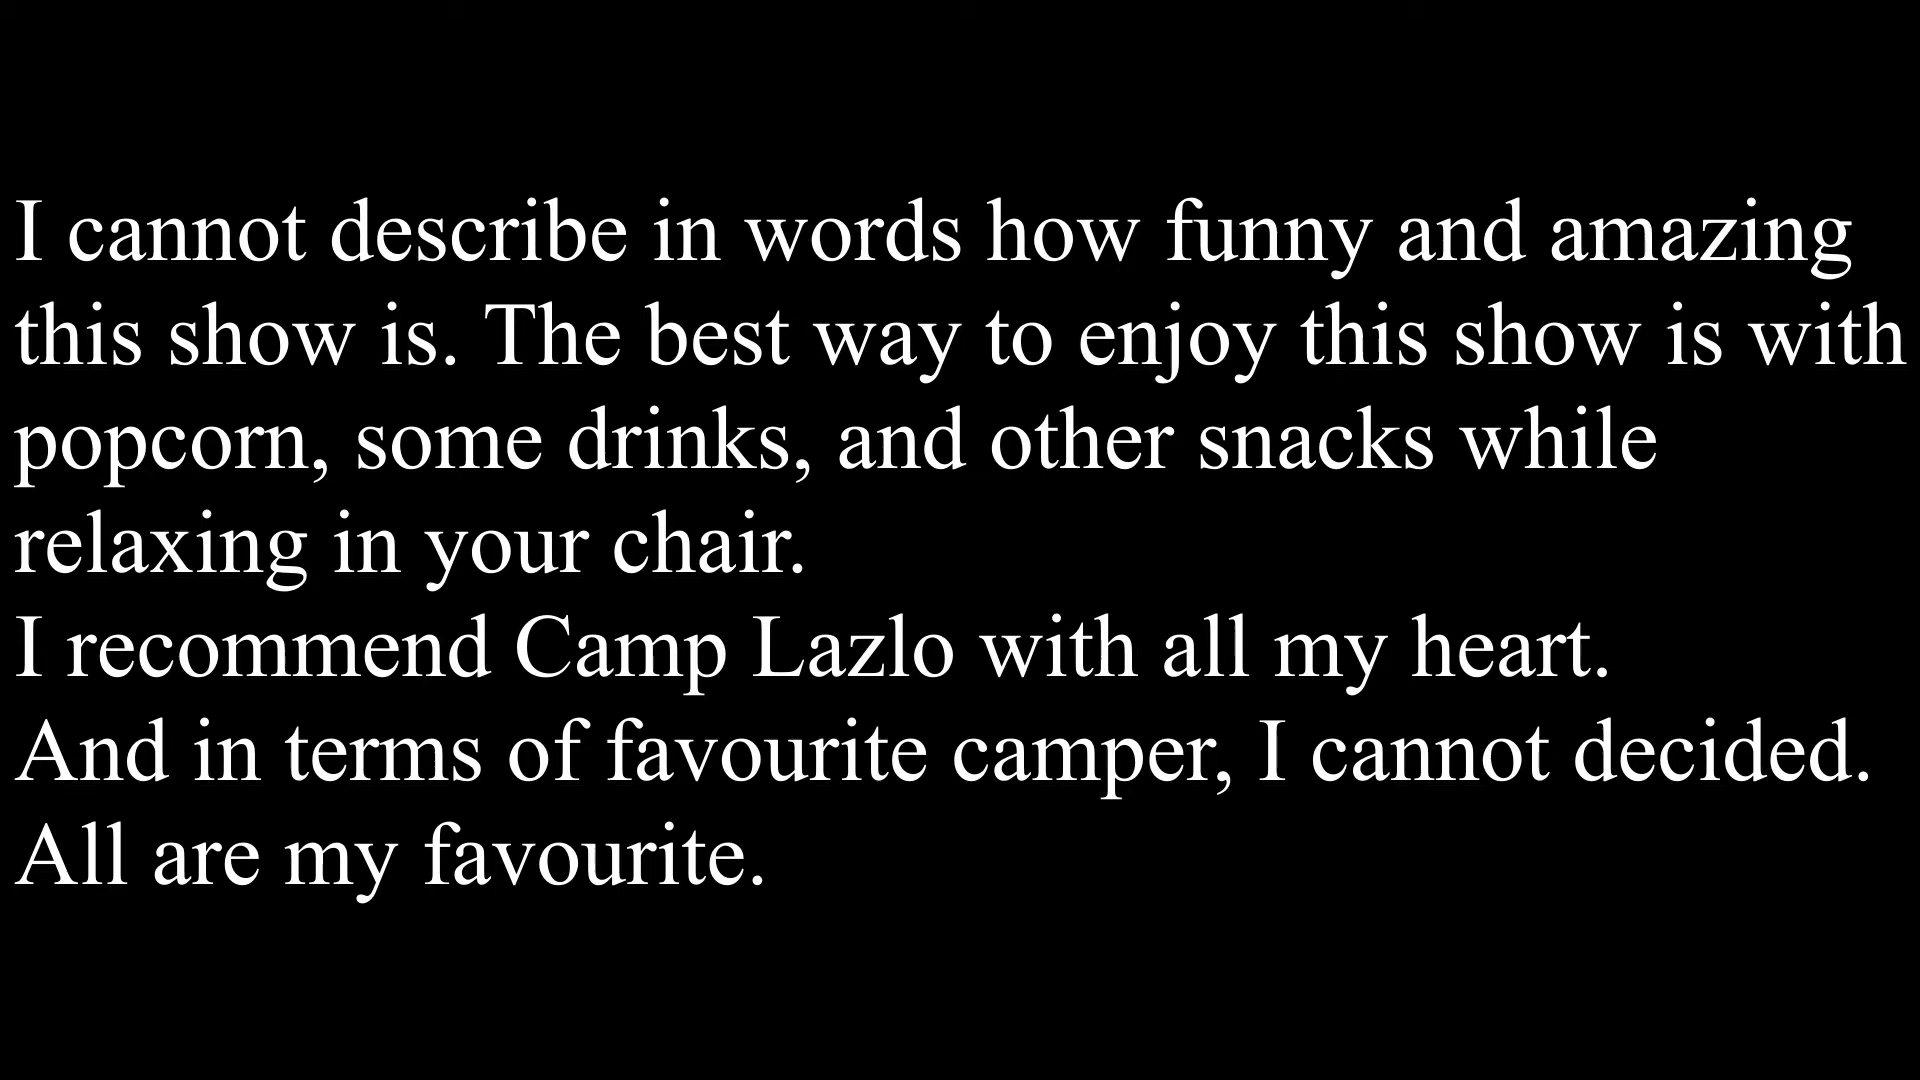 I cannot describe in words how funny and amazing
this show is. The best way to enjoy this show is with
popcorn, some drinks, and other snacks while
relaxing in your chair.
I recommend Camp Lazlo with all my heart.
And in terms of favourite camper, I cannot decided.
All are my favourite.